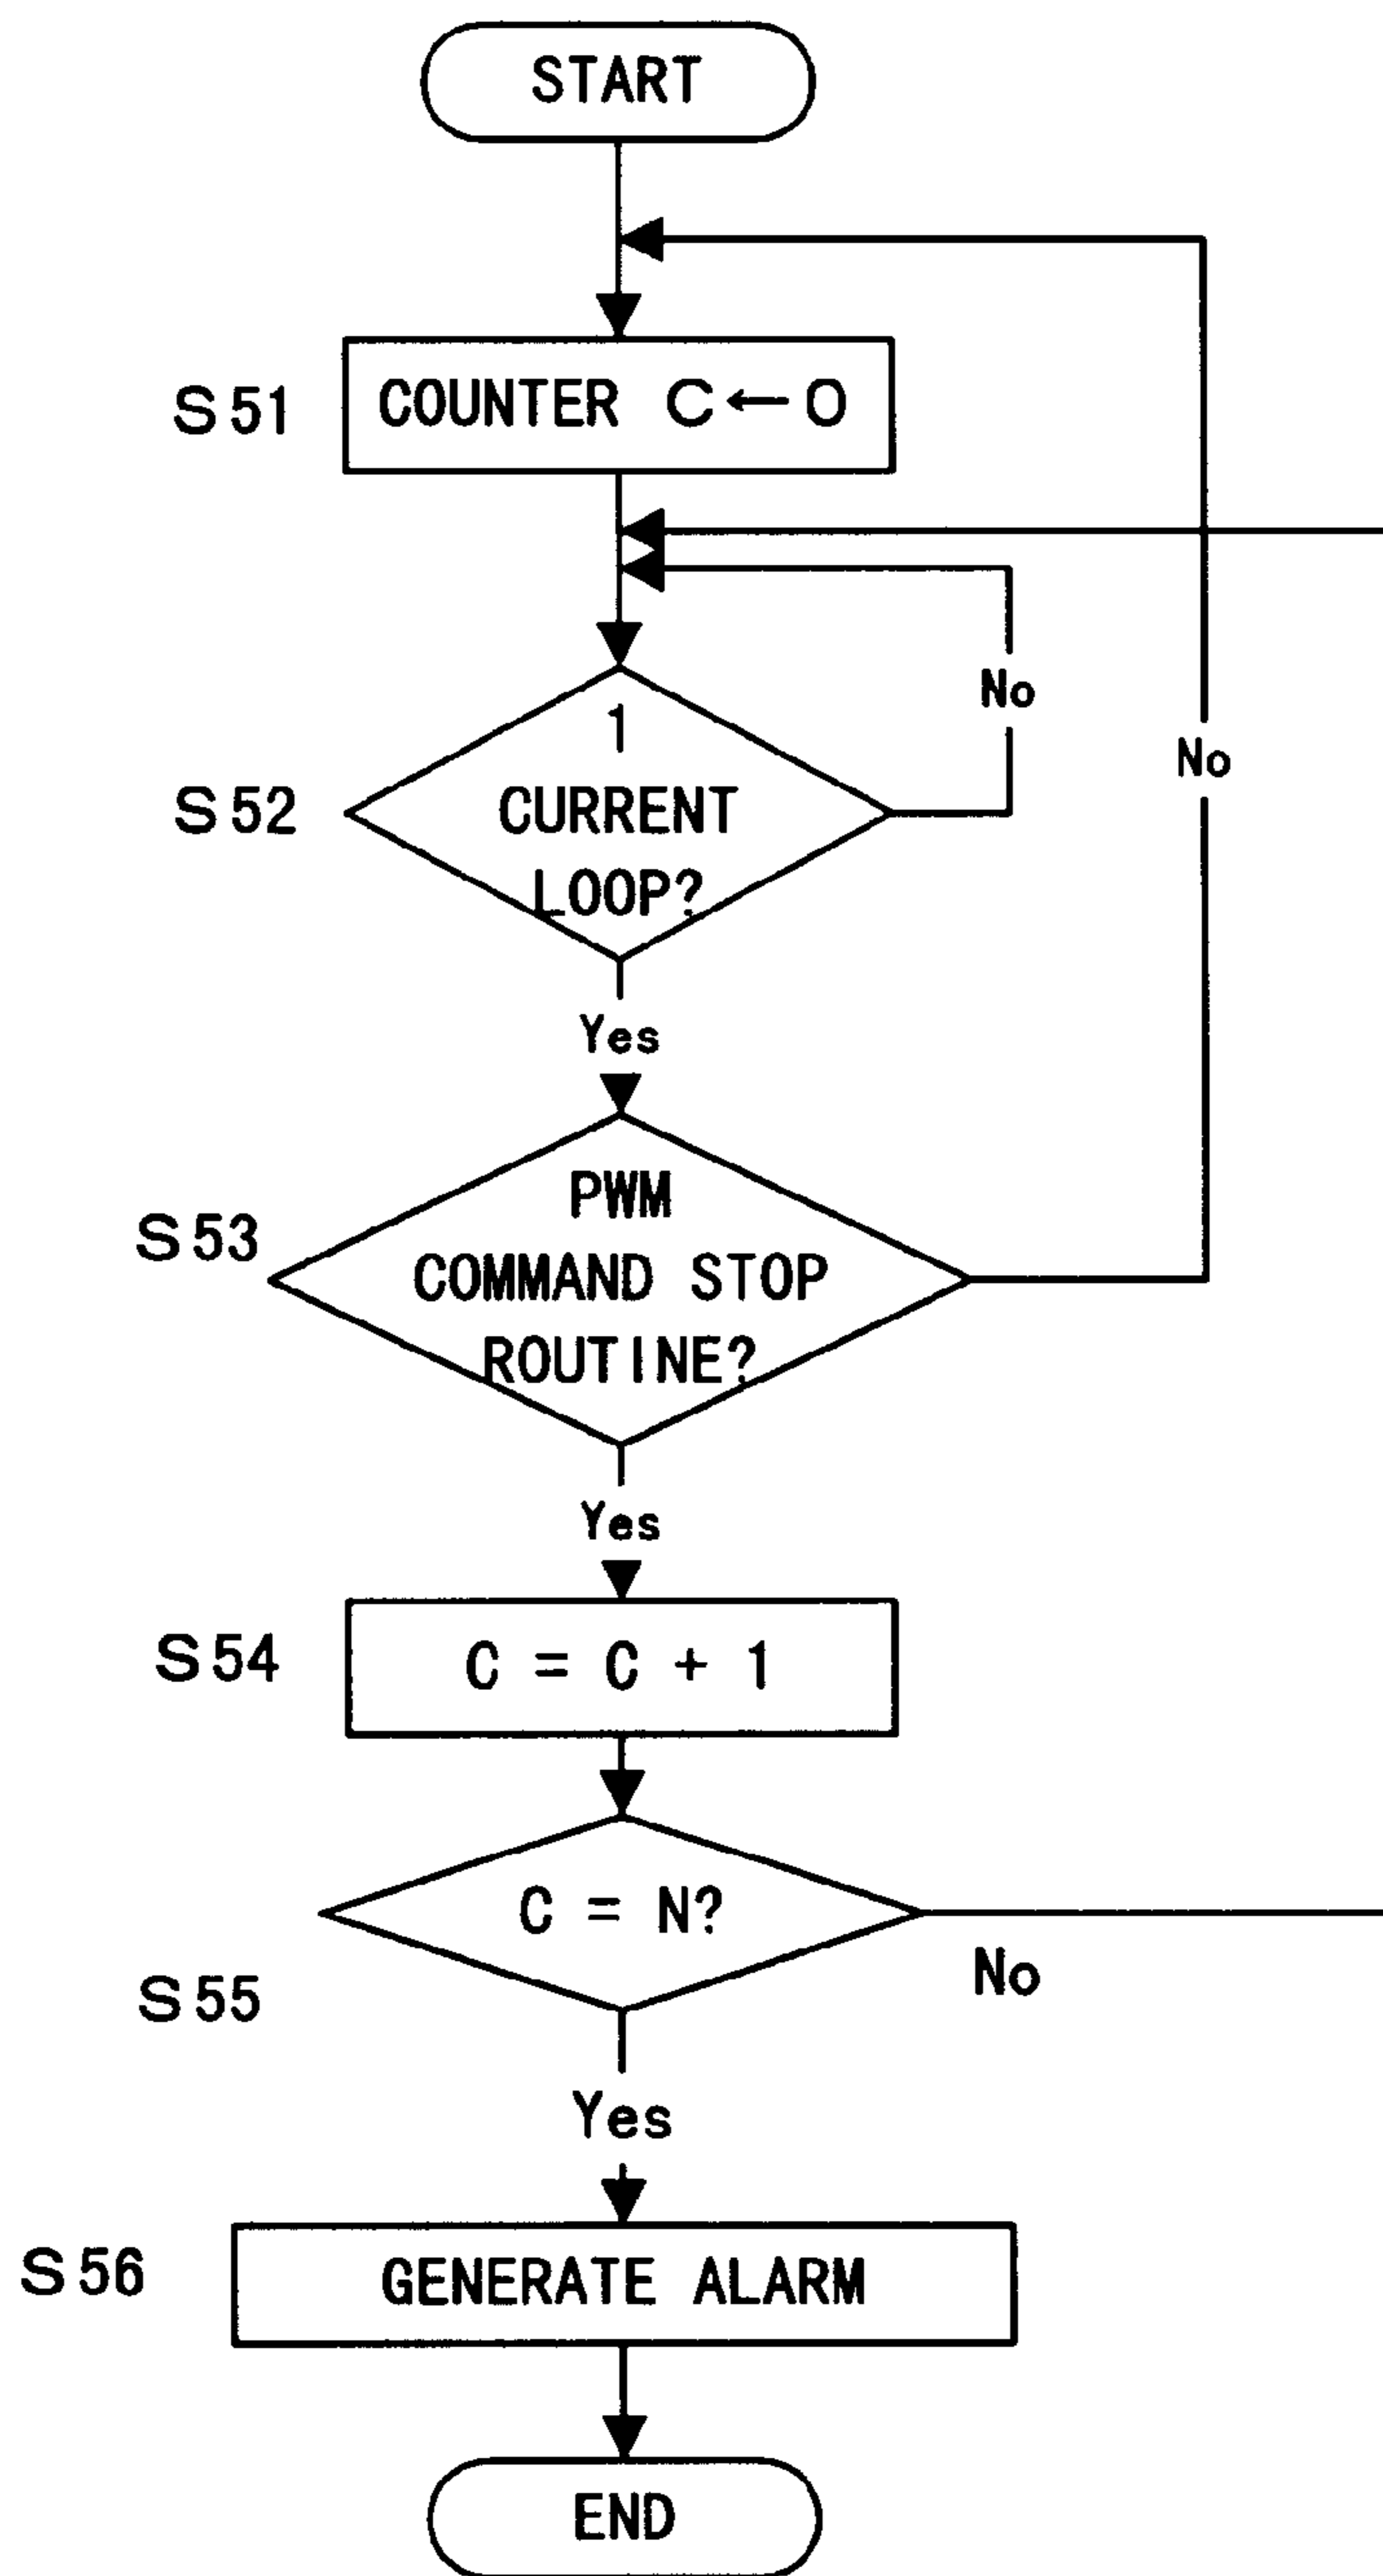 START
S51
COUNTER C←0
1
CURRENT
LOOP?
S52
No
No
Yes
PWM
COMMAND STOP
ROUTINE?
S53
Yes
S54
C = C + 1
C = N?
No
S55
Yes
S56
GENERATE ALARM
END